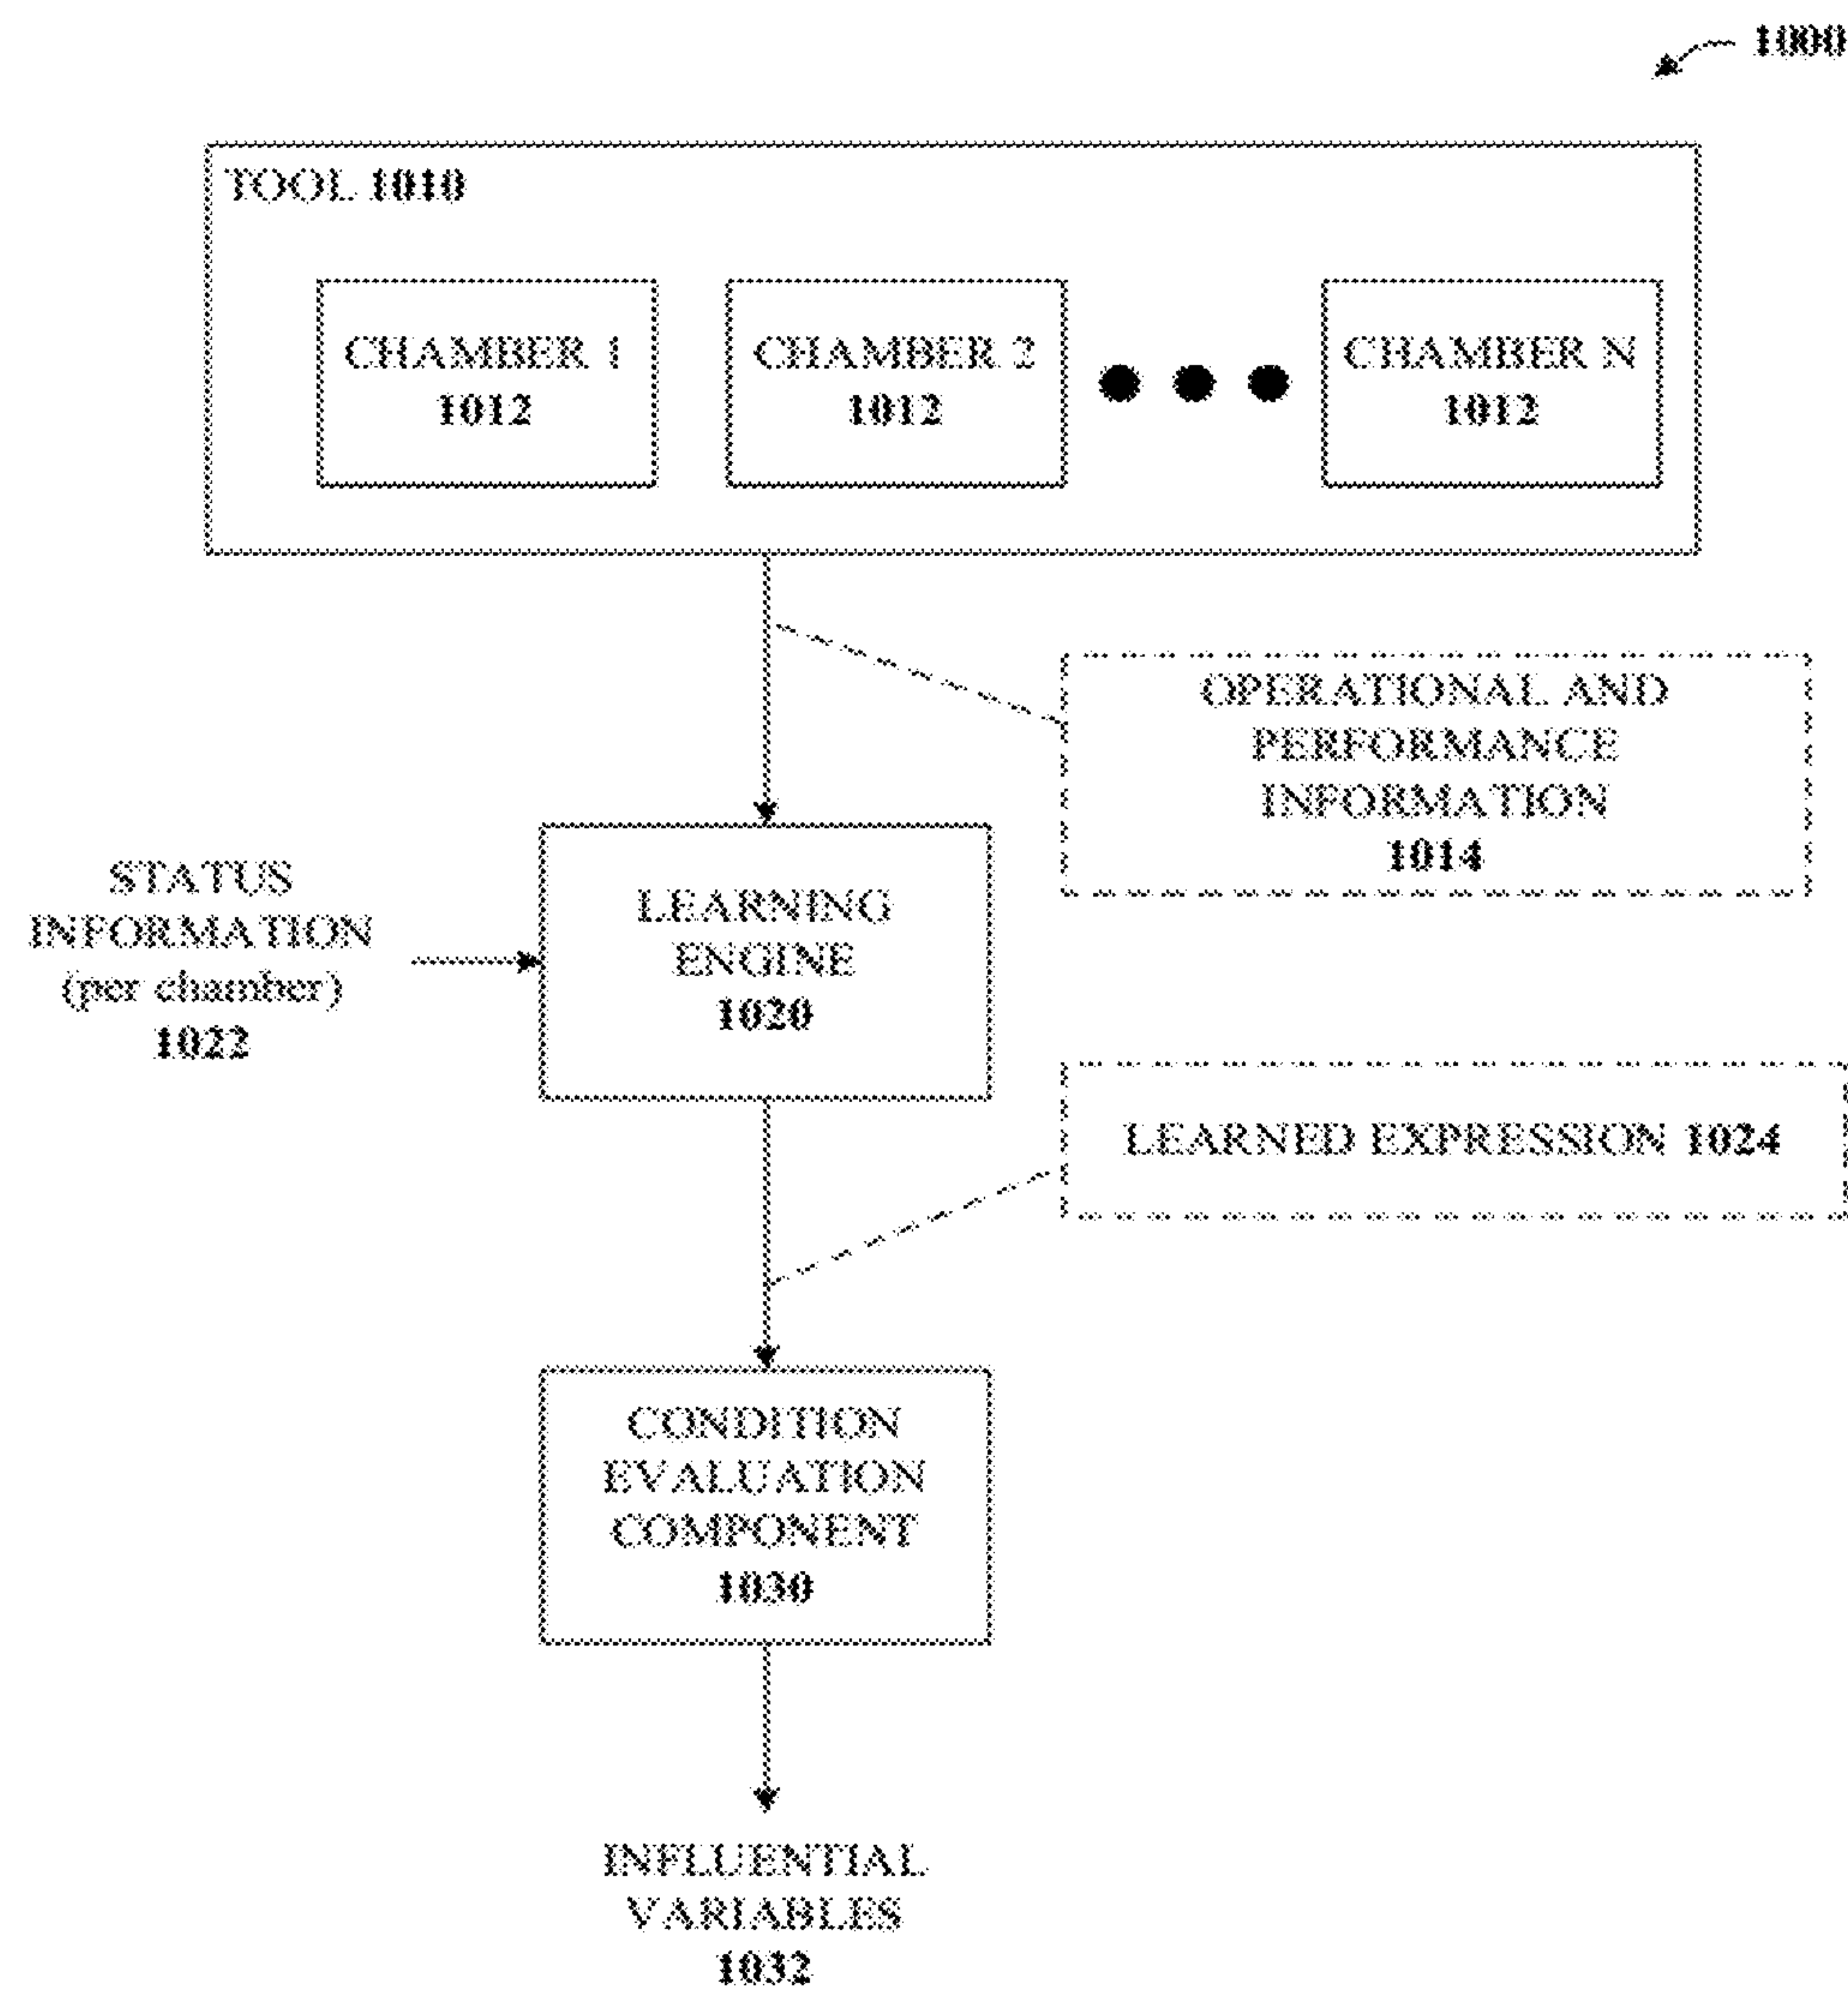 1000
TOOL 1010
CHAMBER 1
1012
CHAMBER 2
1012
CHAMBER N
1012
OPERATIONAL AND
PERFORMANCE
INFORMATION
1014
STATUS
INFORMATION
(per chamber)
1022
LEARNING
ENGINE
1020
LEARNED EXPRESSION 1024
CONDITION
EVALUATION
COMPONENT
1030
INFLUENTIAL
VARIABLES
1032